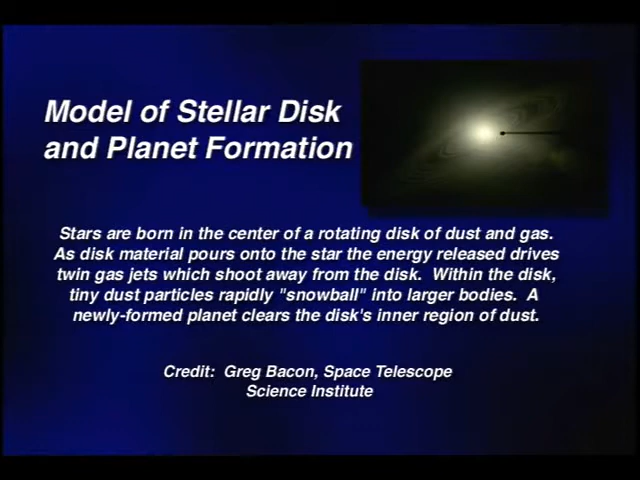 Model of Stellar Disk
and Planet Formation
Stars are born in the center of a rotating disk of dust and gas.
As disk material pours onto the star the energy released drives
twin gas jets which shoot away from the disk.  Within the disk,
tiny dust particles rapidly "snowball" into larger bodies.  A
newly-formed planet clears the disk's inner region of dust.
Credit:  Greg Bacon, Space Telescope
Science Institute